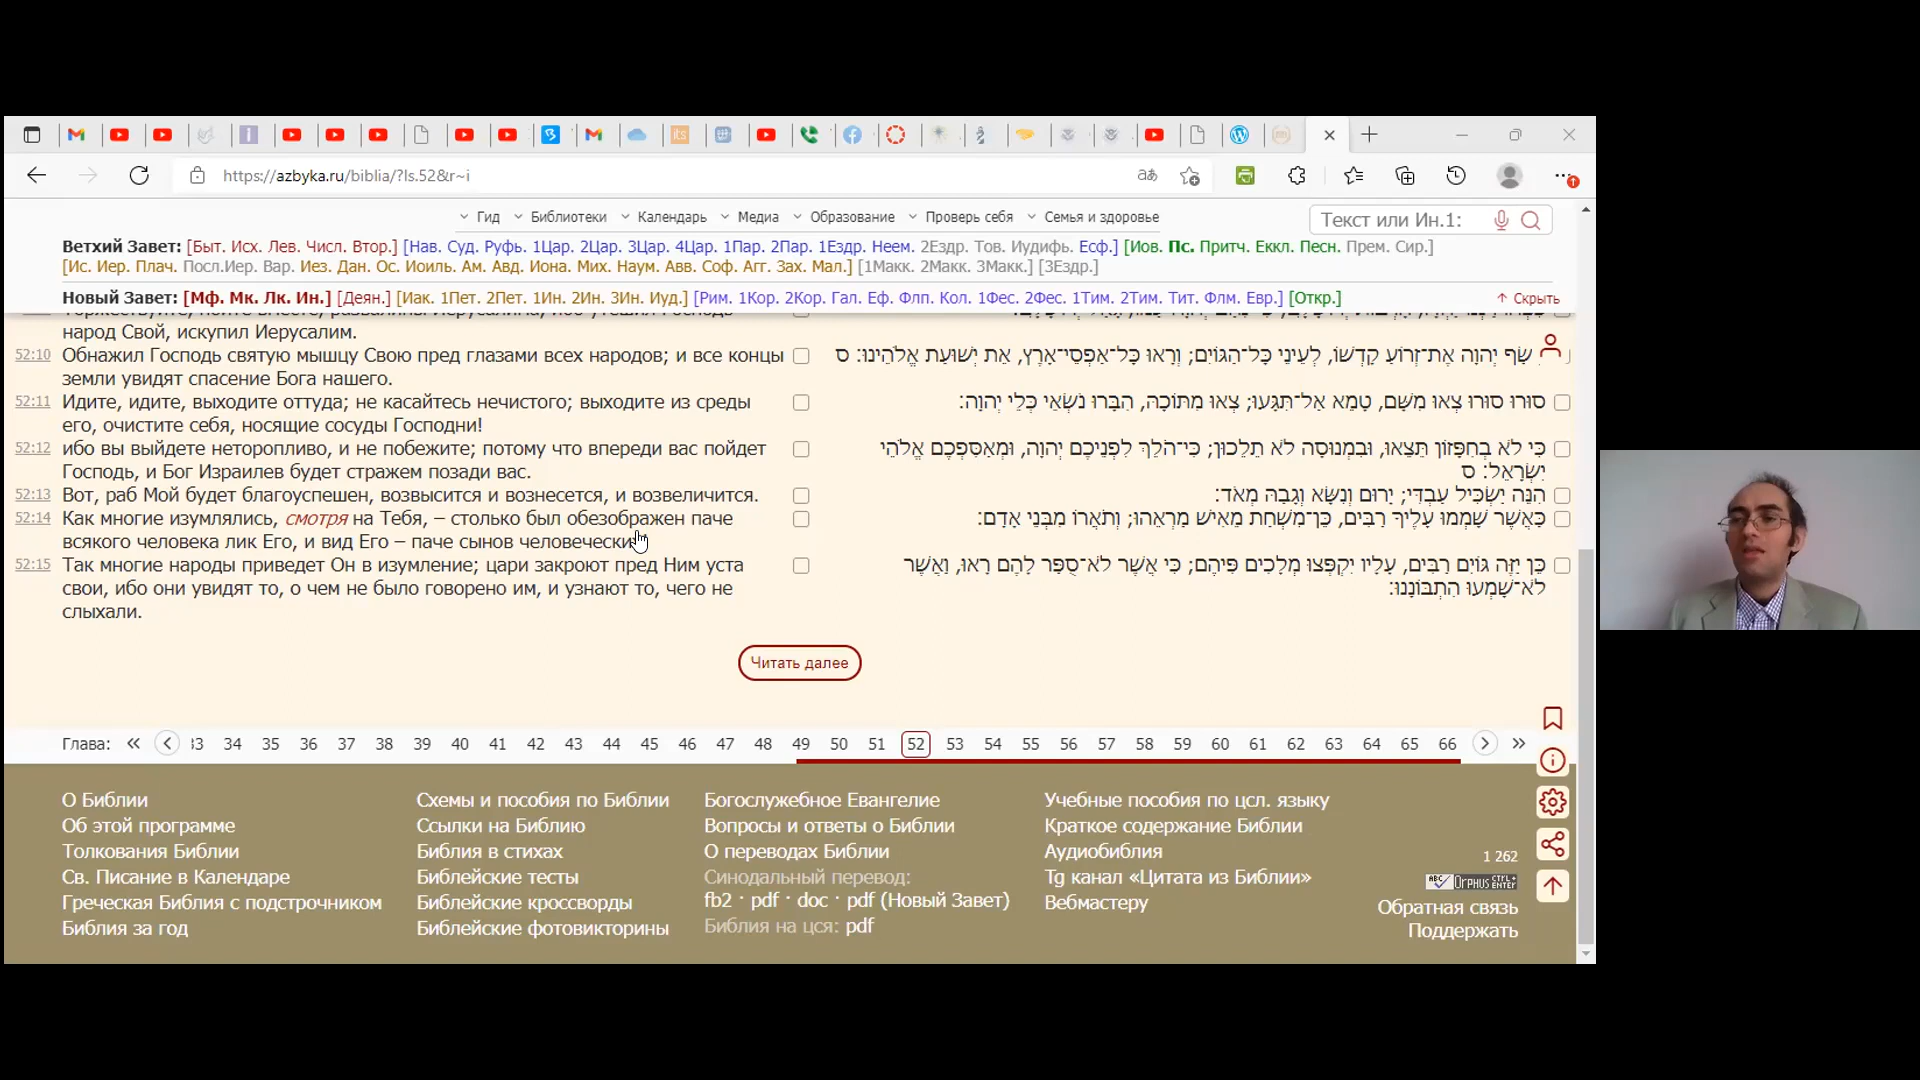 https://azbyka.ru/biblia/?Is.52&r~i
Гид Библиотеки Календарь Медиа Образование Проверь себя Семья и здоровье
Текст или Ин.1:
Ветхий Завет: [Быт. Исх. Лев. Числ. Втор.] [Нав. Суд. Руфь. 1Цар. 2Цар. 3Цар. 4Цар. 1Пар. 2Пар. 1Ездр. Неем. 2Ездр. Тов. Иудифь. Есф.] [Иов. Пс. Притч. Еккл. Песн. Прем. Сир.]
[Ис. Иер. Плач. Посл.Иер. Вар. Иез. Дан. Ос. Иоиль. Ам. Авд. Иона. Мих. Наум. Авв. Соф. Агг. Зах. Мал.] [1Макк. 2Макк. 3Макк.] [3Ездр.]
Новый Завет: [Мф. Мк. Лк. Ин.] [Деян.] [Иак. 1Пет. 2Пет. 1Ин. 2Ин. 3Ин. Иуд.] [Рим. 1Кор. 2Кор. Гал. Еф. Флп. Кол. 1Фес. 2Фес. 1Тим. 2Тим. Тит. Флм. Евр.] [Откр.]
↑ Скрыть
народ Свой, искупил Иерусалим.
52:10 Обнажил Господь святую мышцу Свою пред глазами всех народов; и все концы
земли увидят спасение Бога нашего.
שַׂף יְהוָה אֶת־זְרוֹעַ קָדְשׁוֹ, לְעֵינֵי כָּל־הַגּוֹיִם; וְרָאוּ כָּל־אַפְסֵי־אָרֶץ, אֵת יְשׁוּעַת אֱלֹהֵינוּ: ס
52:11 Идите, идите, выходите оттуда; не касайтесь нечистого; выходите из среды
его, очистите себя, носящие сосуды Господни!
סוּרוּ סוּרוּ צְאוּ מִשָּׁם, טָמֵא אַל־תִּגָּעוּ; צְאוּ מִתּוֹכָהּ, הִבָּרוּ נֹשְׂאֵי כְּלֵי יְהוָה:
52:12 ибо вы выйдете неторопливо, и не побежите; потому что впереди вас пойдет
Господь, и Бог Израилев будет стражем позади вас.
כִּי לֹא בְחִפָּזוֹן תֵּצֵאוּ, וּבִמְנוּסָה לֹא תֵלֵכוּן; כִּי־הֹלֵךְ לִפְנֵיכֶם יְהוָה, וּמְאַסִּפְכֶם אֱלֹהֵי
יִשְׂרָאֵל: ס
52:13 Вот, раб Мой будет благоуспешен, возвысится и вознесется, и возвеличится.
הִנֵּה יַשְׂכִּיל עַבְדִּי; יָרוּם וְנִשָּׂא וְגָבַהּ מְאֹד:
52:14 Как многие изумлялись, смотря на Тебя, – столько был обезображен паче
всякого человека лик Его, и вид Его – паче сынов человечески
כַּאֲשֶׁר שָׁמְמוּ עָלֶיךָ רַבִּים, כֵּן־מִשְׁחַת מֵאִישׁ מַרְאֵהוּ; וְתֹאֲרוֹ מִבְּנֵי אָדָם:
52:15 Так многие народы приведет Он в изумление; цари закроют пред Ним уста
свои, ибо они увидят то, о чем не было говорено им, и узнают то, чего не
слыхали.
כֵּן יַזֶּה גּוֹיִם רַבִּים, עָלָיו יִקְפְּצוּ מְלָכִים פִּיהֶם; כִּי אֲשֶׁר לֹא־סֻפַּר לָהֶם רָאוּ, וַאֲשֶׁר
לֹא־שָׁמְעוּ הִתְבּוֹנָנוּ:
Читать далее
Глава: 33 34 35 36 37 38 39 40 41 42 43 44 45 46 47 48 49 50 51 52 53 54 55 56 57 58 59 60 61 62 63 64 65 66
О Библии
Об этой программе
Толкования Библии
Св. Писание в Календаре
Греческая Библия с подстрочником
Библия за год
Схемы и пособия по Библии
Ссылки на Библию
Библия в стихах
Библейские тесты
Библейские кроссворды
Библейские фотовикторины
Богослужебное Евангелие
Вопросы и ответы о Библии
О переводах Библии
Синодальный перевод:
fb2 · pdf · doc · pdf (Новый Завет)
Библия на цся: pdf
Учебные пособия по цсл. языку
Краткое содержание Библии
Аудиобиблия
Tg канал «Цитата из Библии»
Вебмастеру
1 262
ORPHUS CTRL+ ENTER
Обратная связь
Поддержать